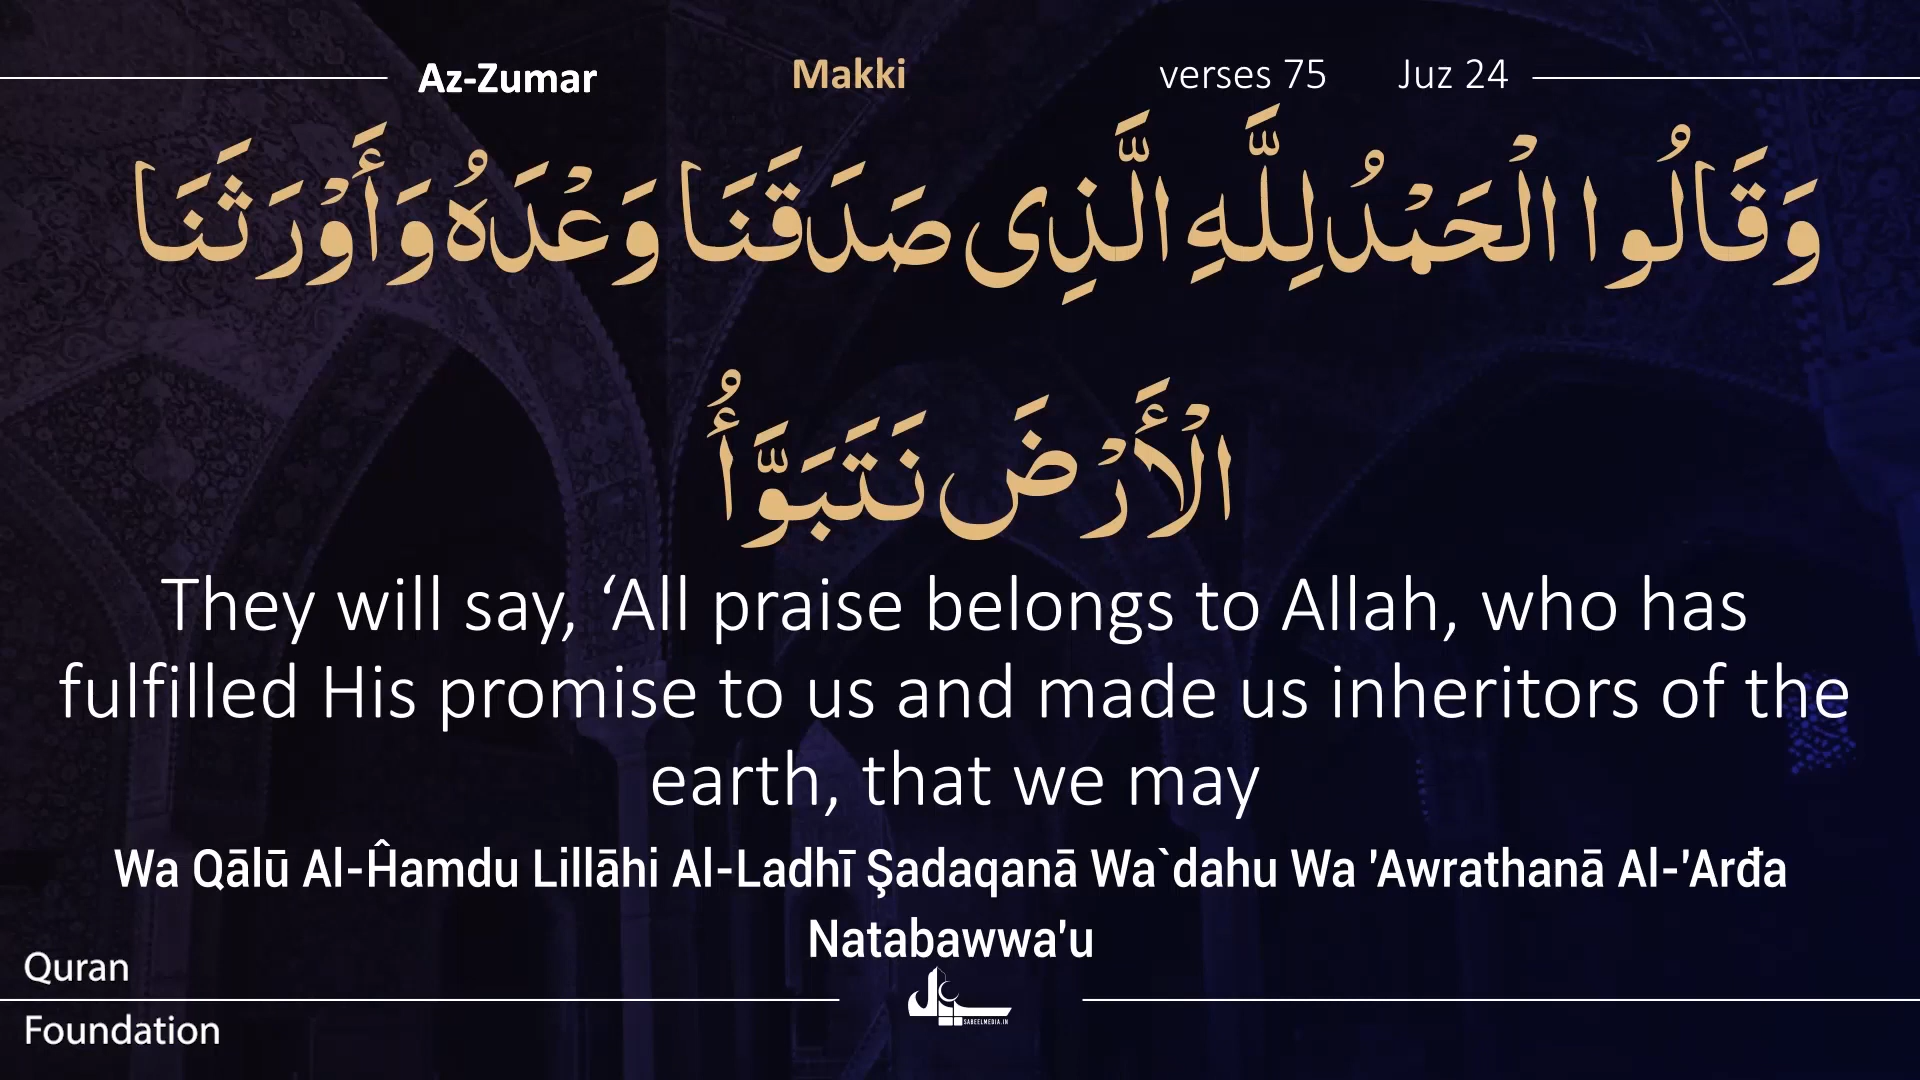 Az-Zumar Makki verses 75 Juz 24
وَقَالُوا الْحَمْدُ لِلَّهِ الَّذِى صَدَقَنَا وَعْدَهُ وَأَوْرَثَنَا
الْأَرْضَ نَتَبَوَّأُ
They will say, ‘All praise belongs to Allah, who has
fulfilled His promise to us and made us inheritors of the
earth, that we may
Wa Qālū Al-Ĥamdu Lillāhi Al-Ladhī Şadaqanā Wa`dahu Wa 'Awrathanā Al-'Arđa
Natabawwa'u
Quran
Foundation
SABEELMEDIA.IN